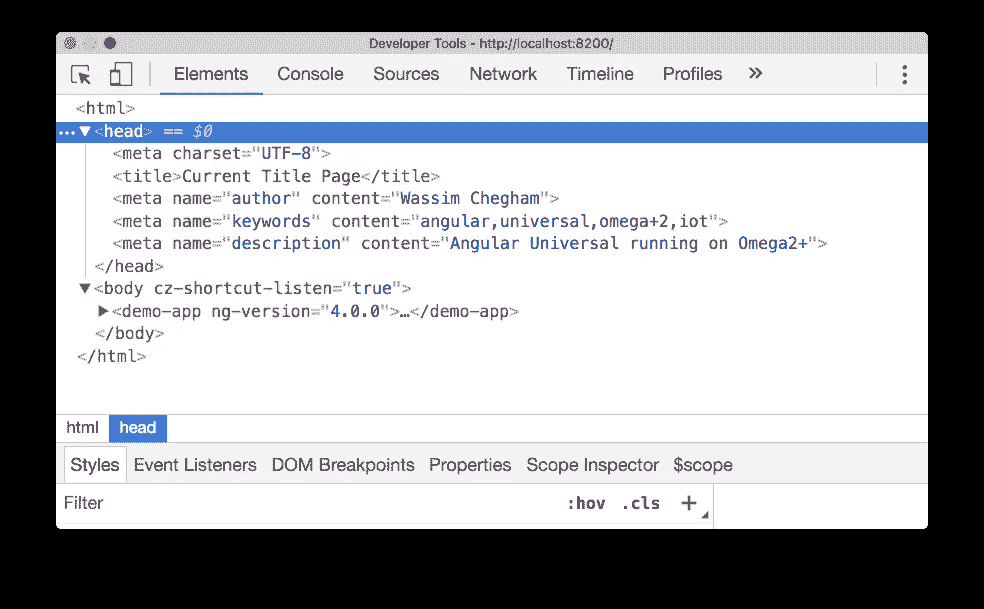 Developer Tools - http://localhost:8200/
Elements Console Sources Network Timeline Profiles »
<html>
… ▼<head> == $0
<meta charset="UTF-8">
<title>Current Title Page</title>
<meta name="author" content="Wassim Chegham">
<meta name="keywords" content="angular,universal,omega+2,iot">
<meta name="description" content="Angular Universal running on Omega2+">
</head>
▼<body cz-shortcut-listen="true">
▶<demo-app ng-version="4.0.0">…</demo-app>
</body>
</html>
html head
Styles Event Listeners DOM Breakpoints Properties Scope Inspector $scope
Filter :hov .cls +